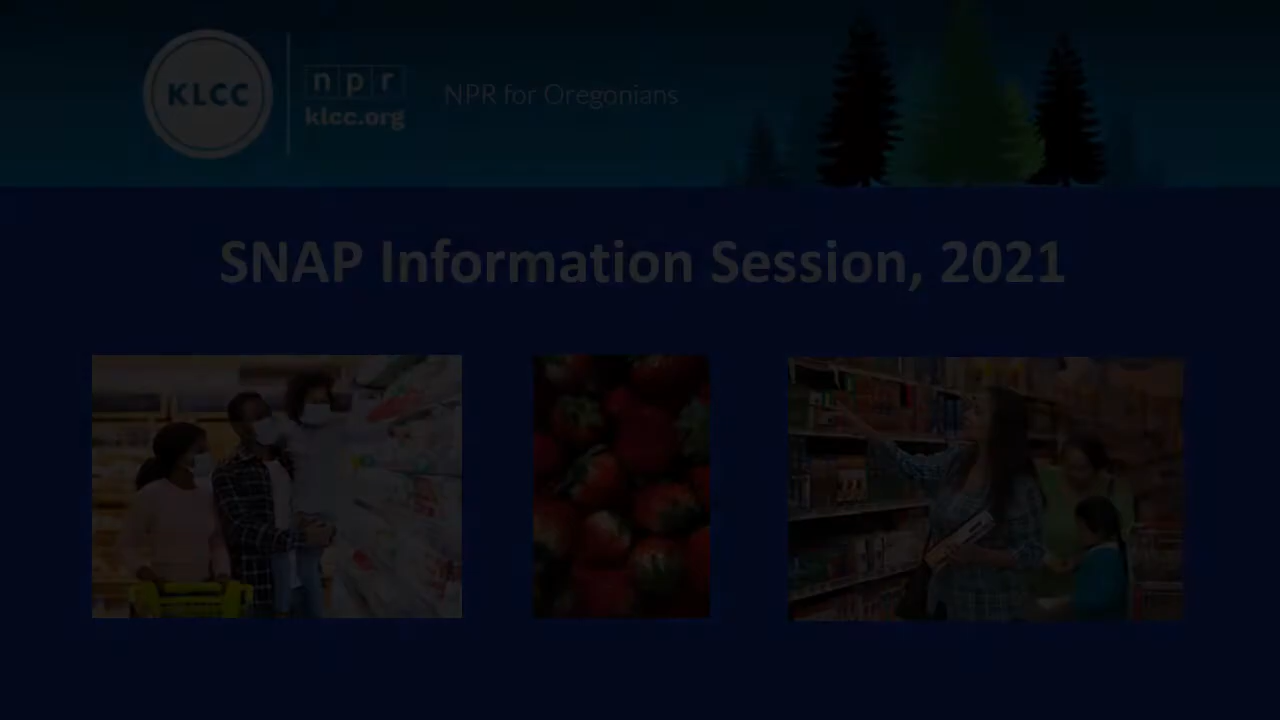 KLCC
npr
klcc.org
NPR for Oregonians
SNAP Information Session, 2021